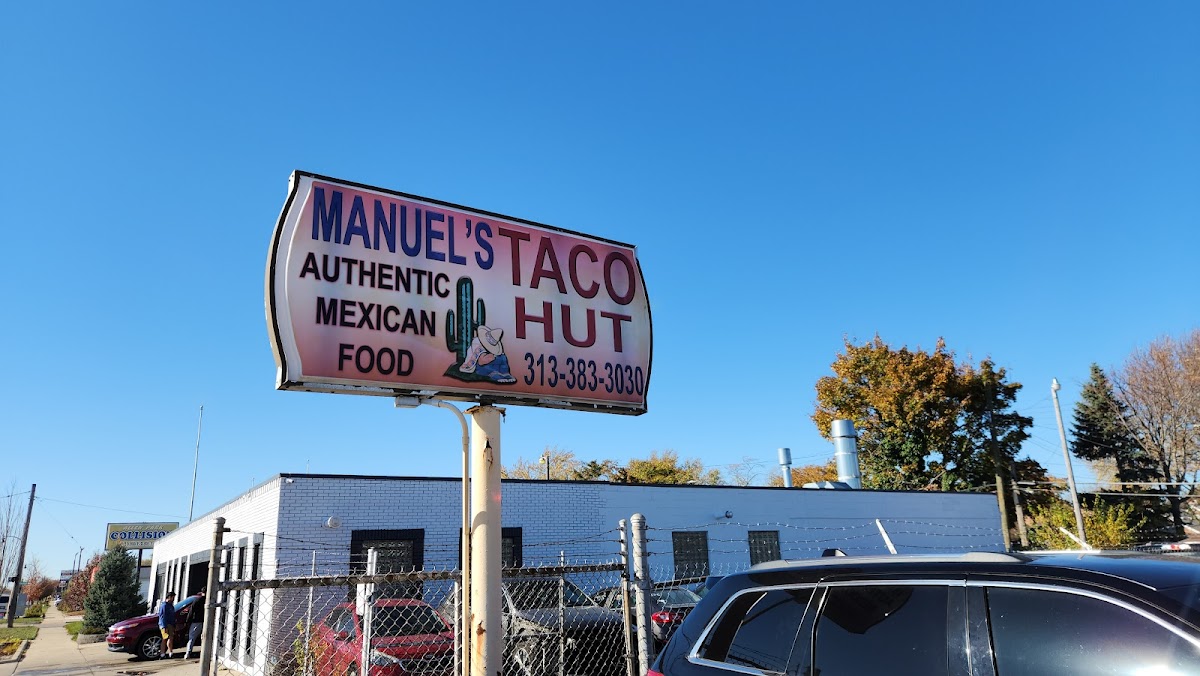 MANUEL'S TACO
HUT
AUTHENTIC
MEXICAN
FOOD
313-383-3030
COLLISION